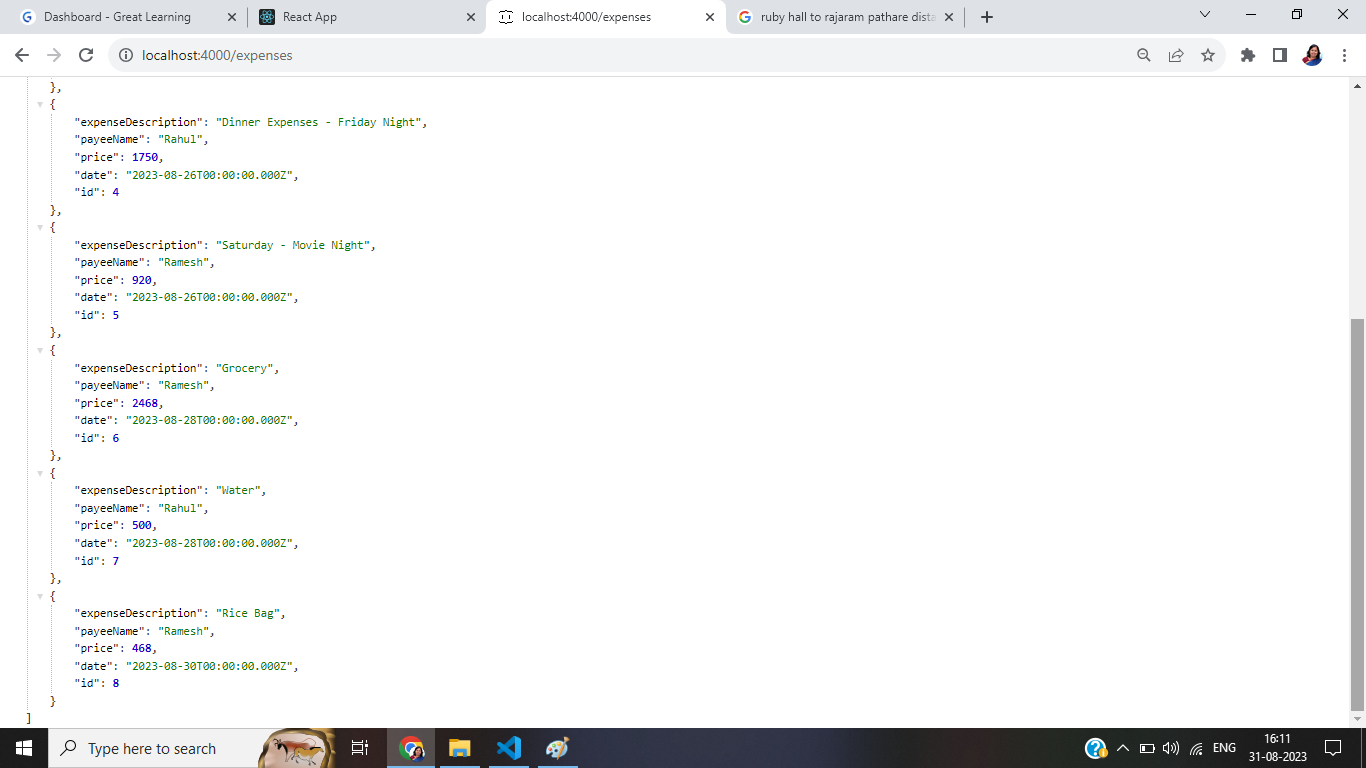 Dashboard - Great Learning
React App
localhost:4000/expenses
ruby hall to rajaram pathare dista
localhost:4000/expenses
},
{
"expenseDescription": "Dinner Expenses - Friday Night",
"payeeName": "Rahul",
"price": 1750,
"date": "2023-08-26T00:00:00.000Z",
"id": 4
},
{
"expenseDescription": "Saturday - Movie Night",
"payeeName": "Ramesh",
"price": 920,
"date": "2023-08-26T00:00:00.000Z",
"id": 5
},
{
"expenseDescription": "Grocery",
"payeeName": "Ramesh",
"price": 2468,
"date": "2023-08-28T00:00:00.000Z",
"id": 6
},
{
"expenseDescription": "Water",
"payeeName": "Rahul",
"price": 500,
"date": "2023-08-28T00:00:00.000Z",
"id": 7
},
{
"expenseDescription": "Rice Bag",
"payeeName": "Ramesh",
"price": 468,
"date": "2023-08-30T00:00:00.000Z",
"id": 8
}
]
Type here to search
ENG
16:11
31-08-2023